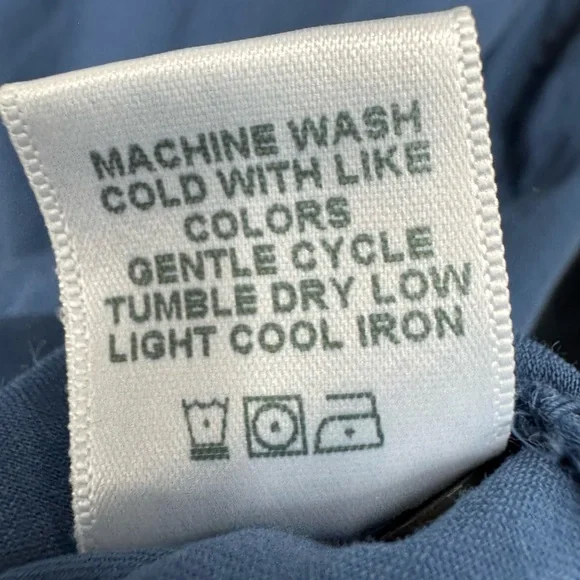 MACHINE WASH
COLD WITH LIKE
COLORS
GENTLE CYCLE
TUMBLE DRY LOW
LIGHT COOL IRON